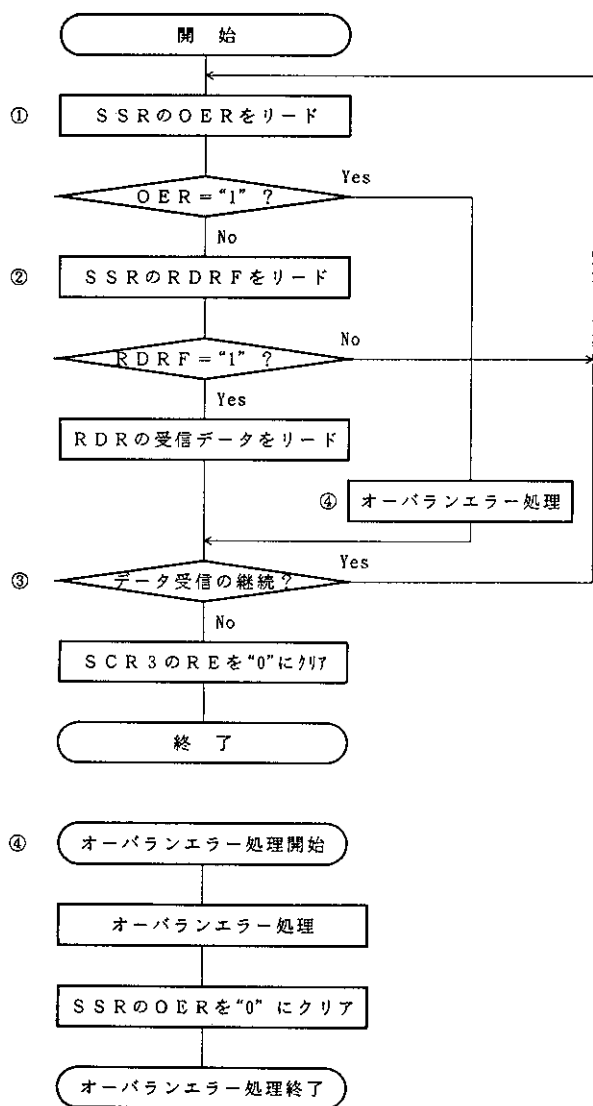 開 始
① SSRのOERをリード
OER=“1” ?
Yes
No
② SSRのRDRFをリード
RDRF=“1” ?
No
Yes
RDRの受信データをリード
④ オーバランエラー処理
③ データ受信の継続?
Yes
No
SCR3のREを“0”にクリア
終 了
④ オーバランエラー処理開始
オーバランエラー処理
SSRのOERを“0”にクリア
オーバランエラー処理終了